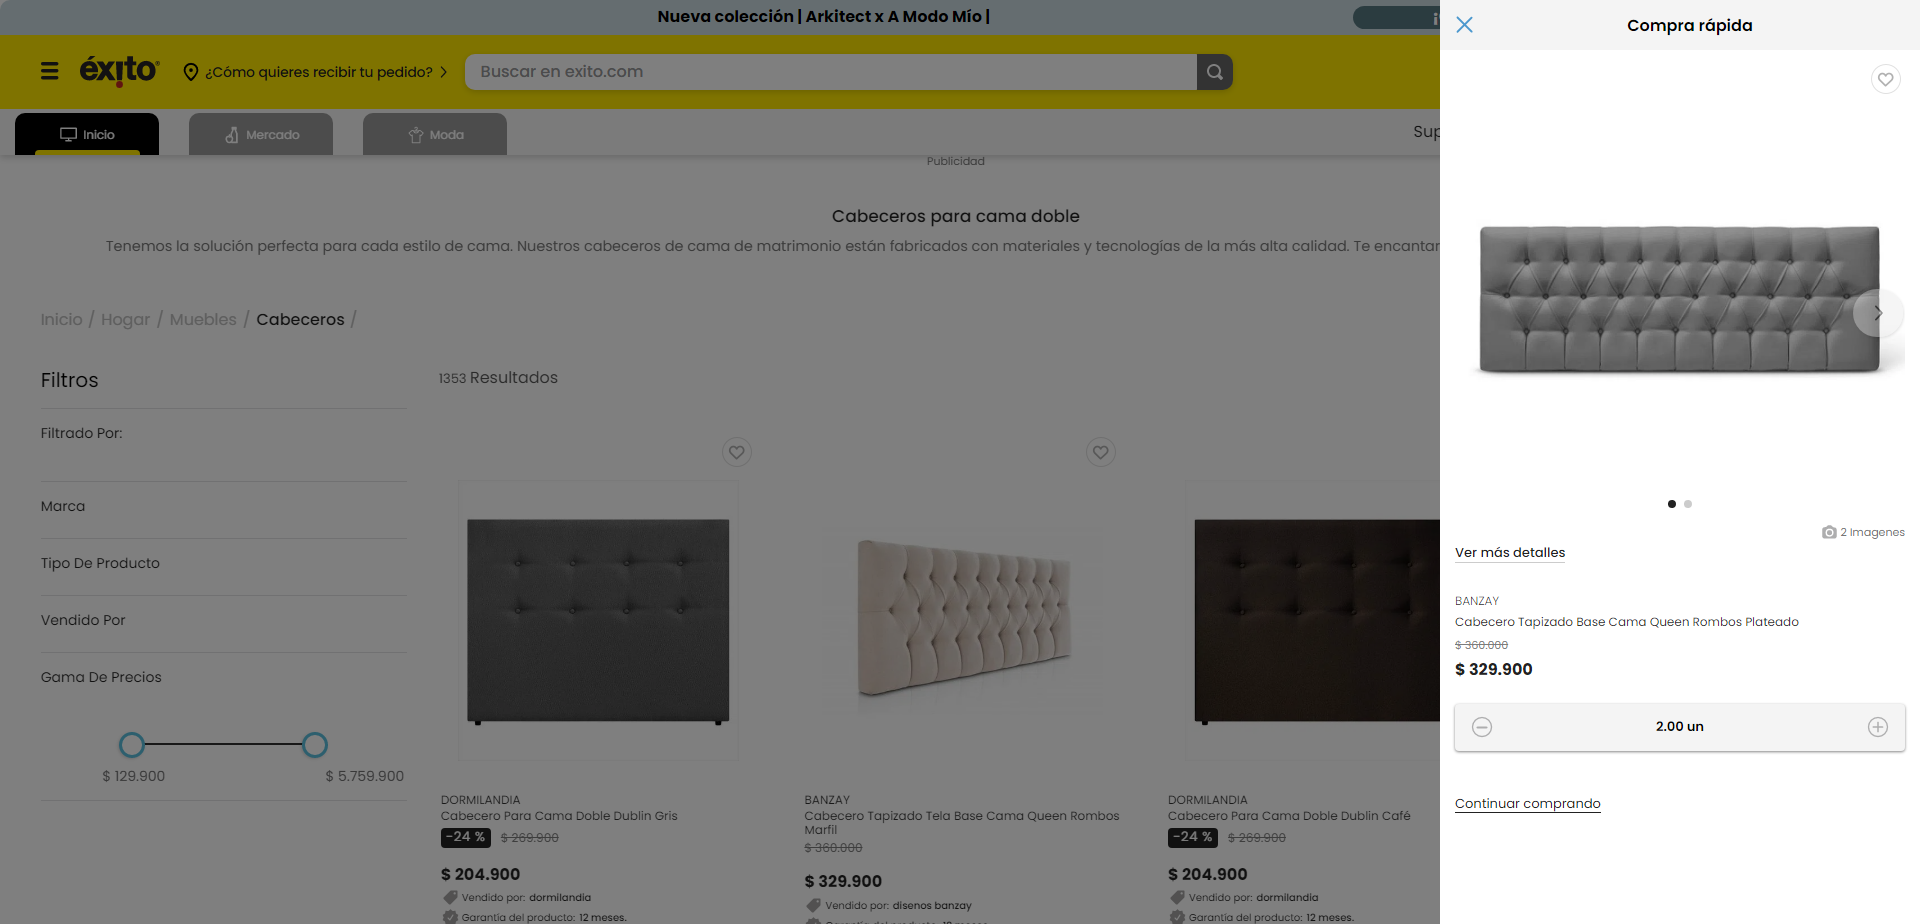 Nueva colección | Arkitect x A Modo Mío |
éxito
¿Cómo quieres recibir tu pedido?
Buscar en exito.com
Inicio
Mercado
Moda
Publicidad
Cabeceros para cama doble
Tenemos la solución perfecta para cada estilo de cama. Nuestros cabeceros de cama de matrimonio están fabricados con materiales y tecnologías de la más alta calidad. Te encantar
Inicio / Hogar / Muebles / Cabeceros /
Filtros
Filtrado Por:
Marca
Tipo De Producto
Vendido Por
Gama De Precios
$ 129.900
$ 5.759.900
1353 Resultados
DORMILANDIA
Cabecero Para Cama Doble Dublin Gris
-24 % $ 269.900
$ 204.900
Vendido por: dormilandia
Garantía del producto: 12 meses.
BANZAY
Cabecero Tapizado Tela Base Cama Queen Rombos
Marfil
$ 360.000
$ 329.900
Vendido por: disenos banzay
Garantía del producto: 12 meses.
DORMILANDIA
Cabecero Para Cama Doble Dublin Café
-24 % $ 269.900
$ 204.900
Vendido por: dormilandia
Garantía del producto: 12 meses.
Compra rápida
2 Imagenes
Ver más detalles
BANZAY
Cabecero Tapizado Base Cama Queen Rombos Plateado
$ 360.000
$ 329.900
2.00 un
Continuar comprando